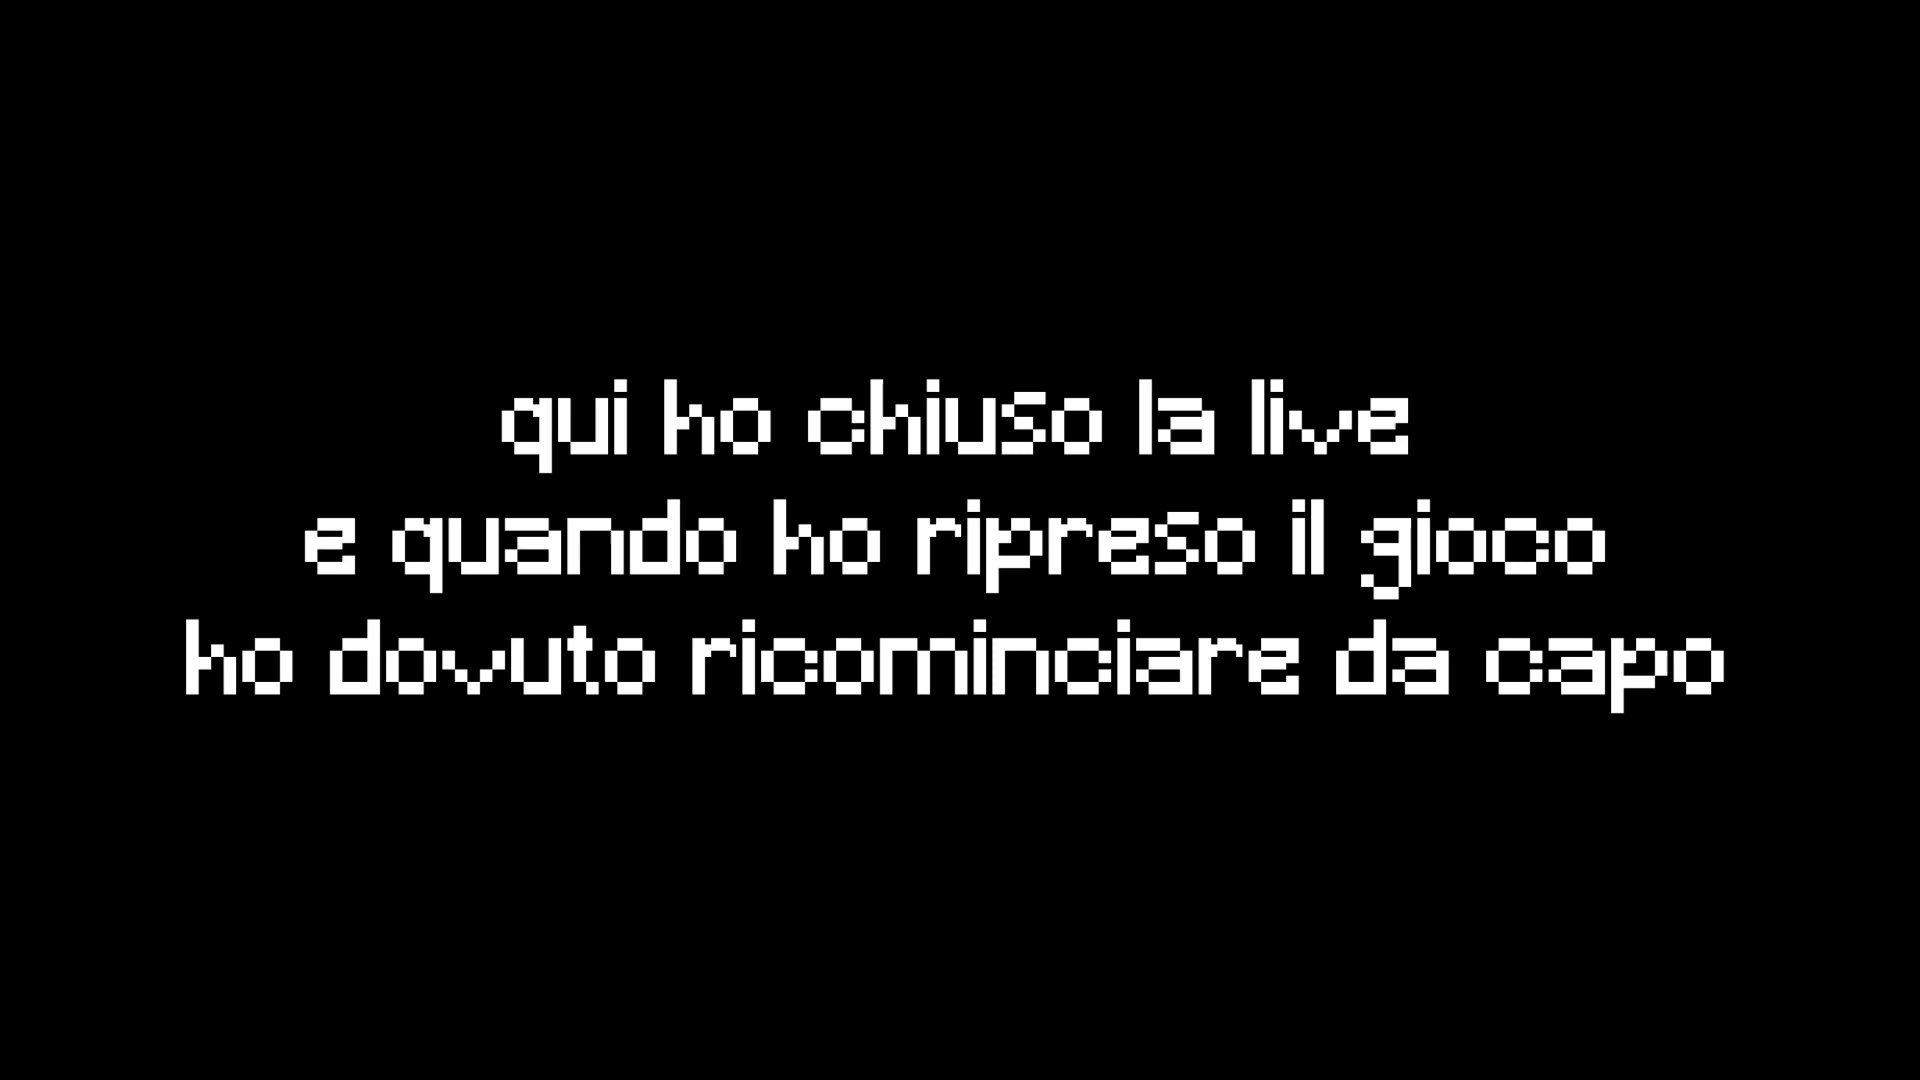 qui ho chiuso la live
e quando ho ripreso il gioco
ho dovuto ricominciare da capo